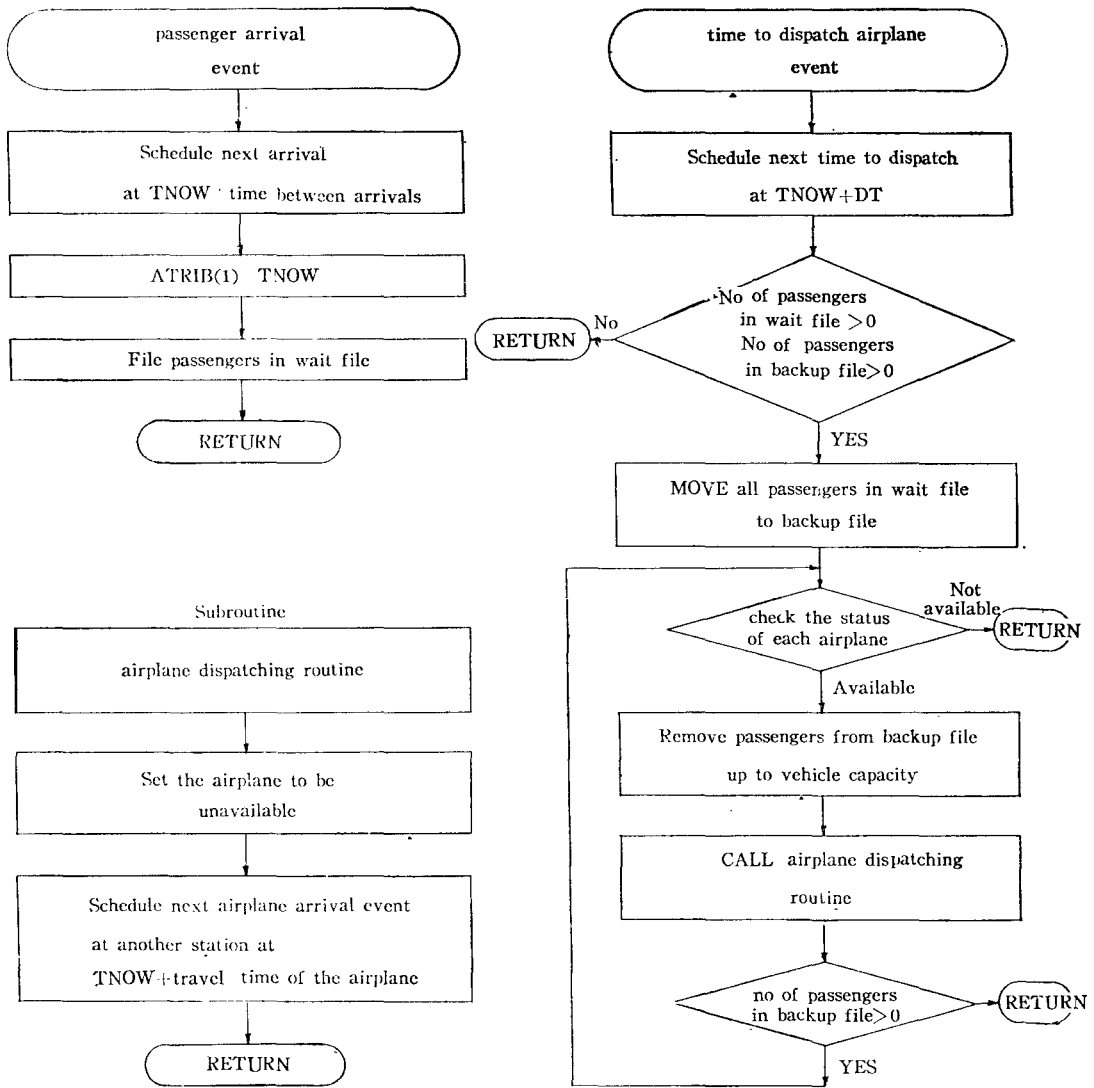 passenger arrival
event
Schedule next arrival
at TNOW time between arrivals
ATRIB(1) TNOW
File passengers in wait file
RETURN
Subroutine
airplane dispatching routine
Set the airplane to be
unavailable
Schedule next airplane arrival event
at another station at
TNOW+travel time of the airplane
RETURN
time to dispatch airplane
event
Schedule next time to dispatch
at TNOW+DT
No of passengers
in wait file >0
No of passengers
in backup file>0
No
RETURN
YES
MOVE all passengers in wait file
to backup file
check the status
of each airplane
Not
available
RETURN
Available
Remove passengers from backup file
up to vehicle capacity
CALL airplane dispatching
routine
no of passengers
in backup file>0
RETURN
YES